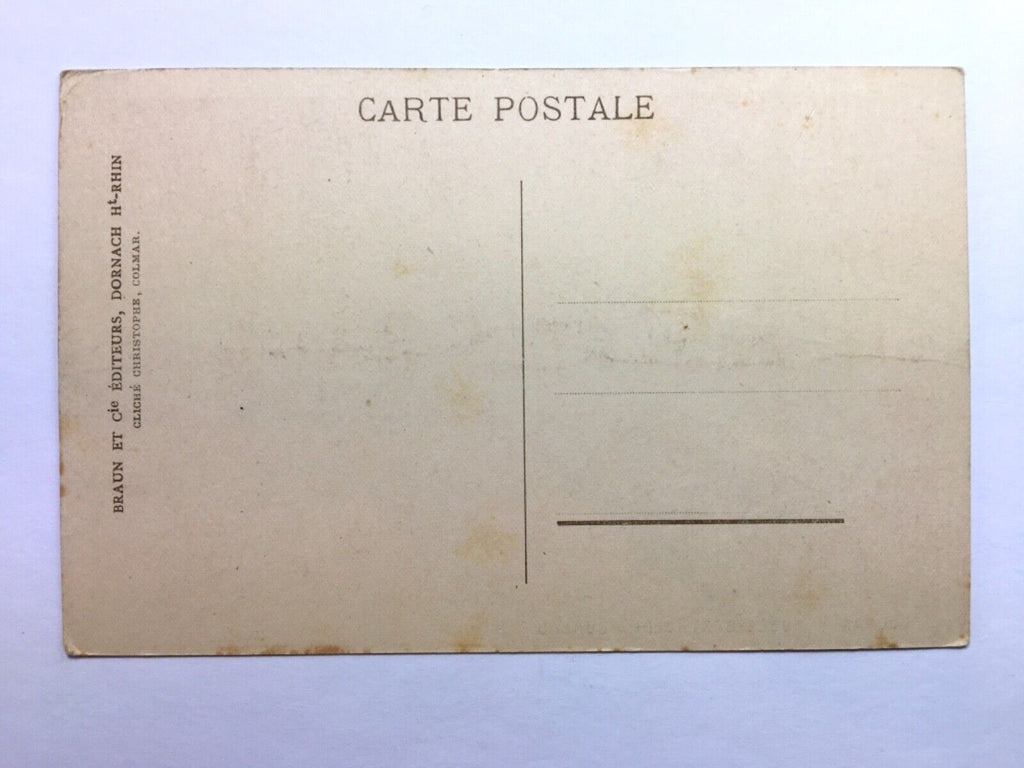 CARTE POSTALE
BRAUN ET Cie ÉDITEURS, DORNACH Ht-RHIN
CLICHÉ CHRISTOPHE, COLMAR.